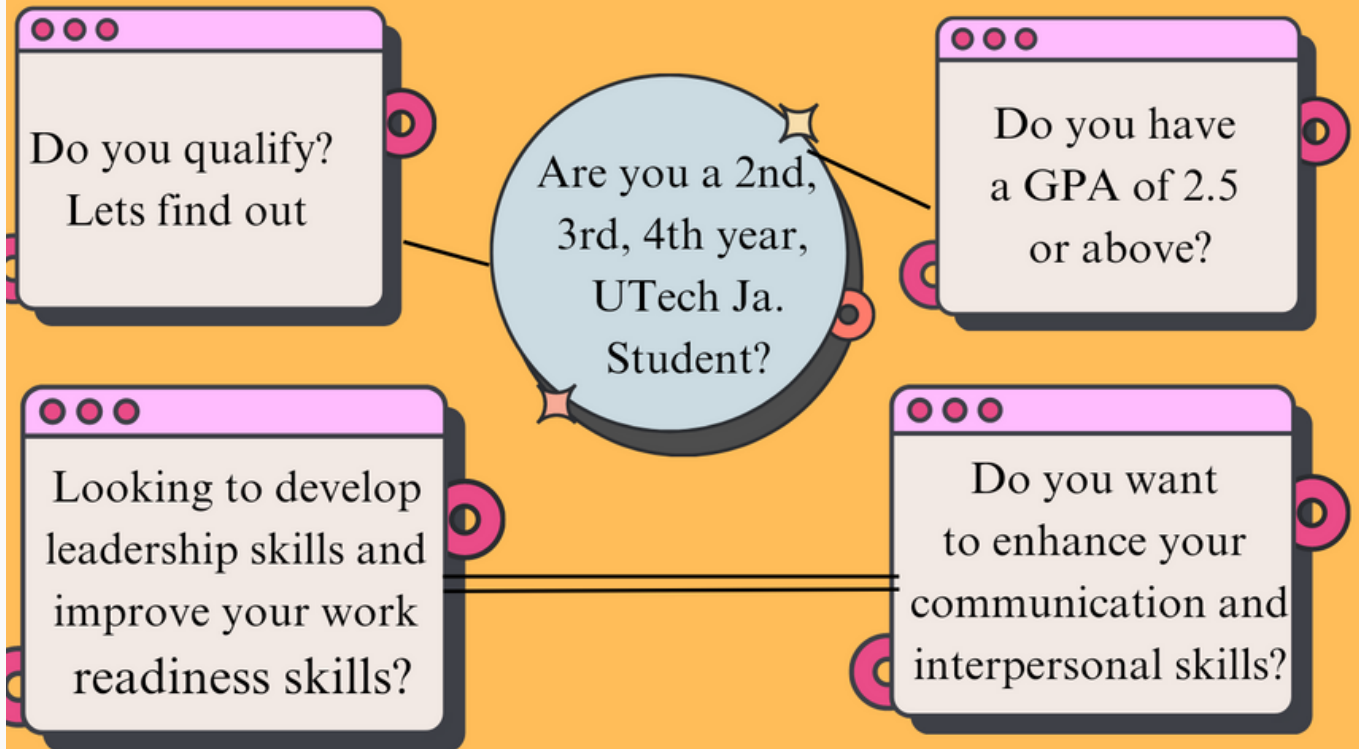 Do you qualify?
Lets find out
Are you a 2nd,
3rd, 4th year,
UTech Ja.
Student?
Do you have
a GPA of 2.5
or above?
Looking to develop
leadership skills and
improve your work
readiness skills?
Do you want
to enhance your
communication and
interpersonal skills?